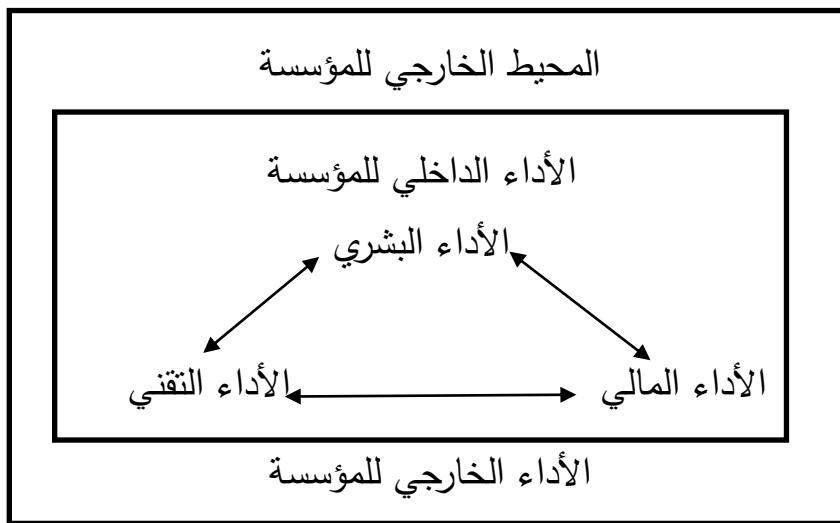 المحيط الخارجي للمؤسسة
الأداء الداخلي للمؤسسة
الأداء البشري
الأداء المالي
الأداء التقني
الأداء الخارجي للمؤسسة